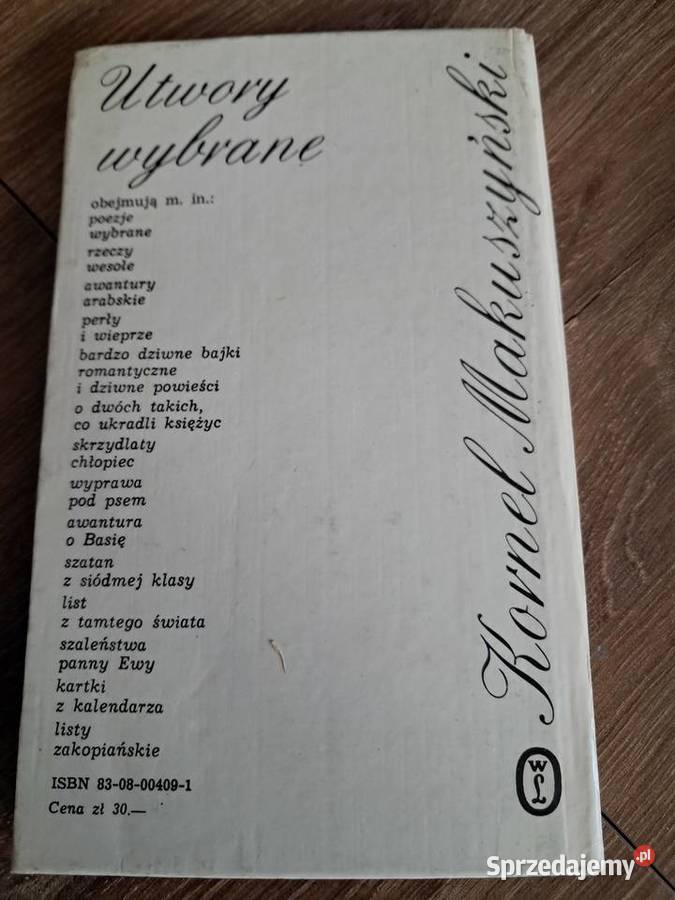 Utwory
wybrane
obejmują m. in.:
poezje
wybrane
rzeczy
wesołe
awantury
arabskie
perły
i wieprze
bardzo dziwne bajki
romantyczne
i dziwne powieści
o dwóch takich,
co ukradli księżyc
skrzydlaty
chłopiec
wyprawa
pod psem
awantura
o Basię
szatan
z siódmej klasy
list
z tamtego świata
szaleństwa
panny Ewy
kartki
z kalendarza
listy
zakopiańskie
ISBN 83-08-00409-1
Cena zł 30.—
Kornel Makuszyński
WL
Sprzedajemy.pl